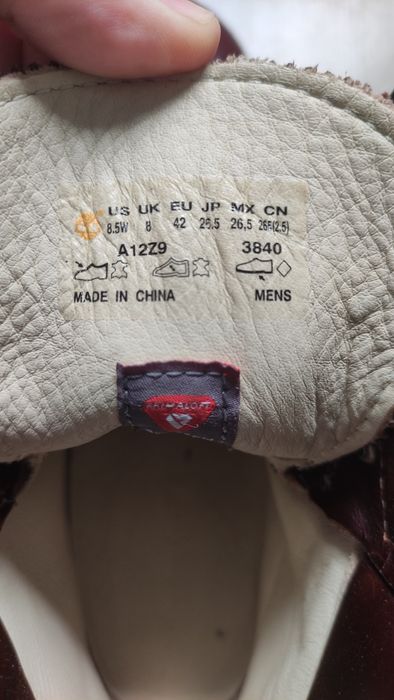 US UK EU JP MX CN
8.5W 8 42 26.5 26,5 265(2.5)
A12Z9 3840
MADE IN CHINA MENS
PRIMALOFT